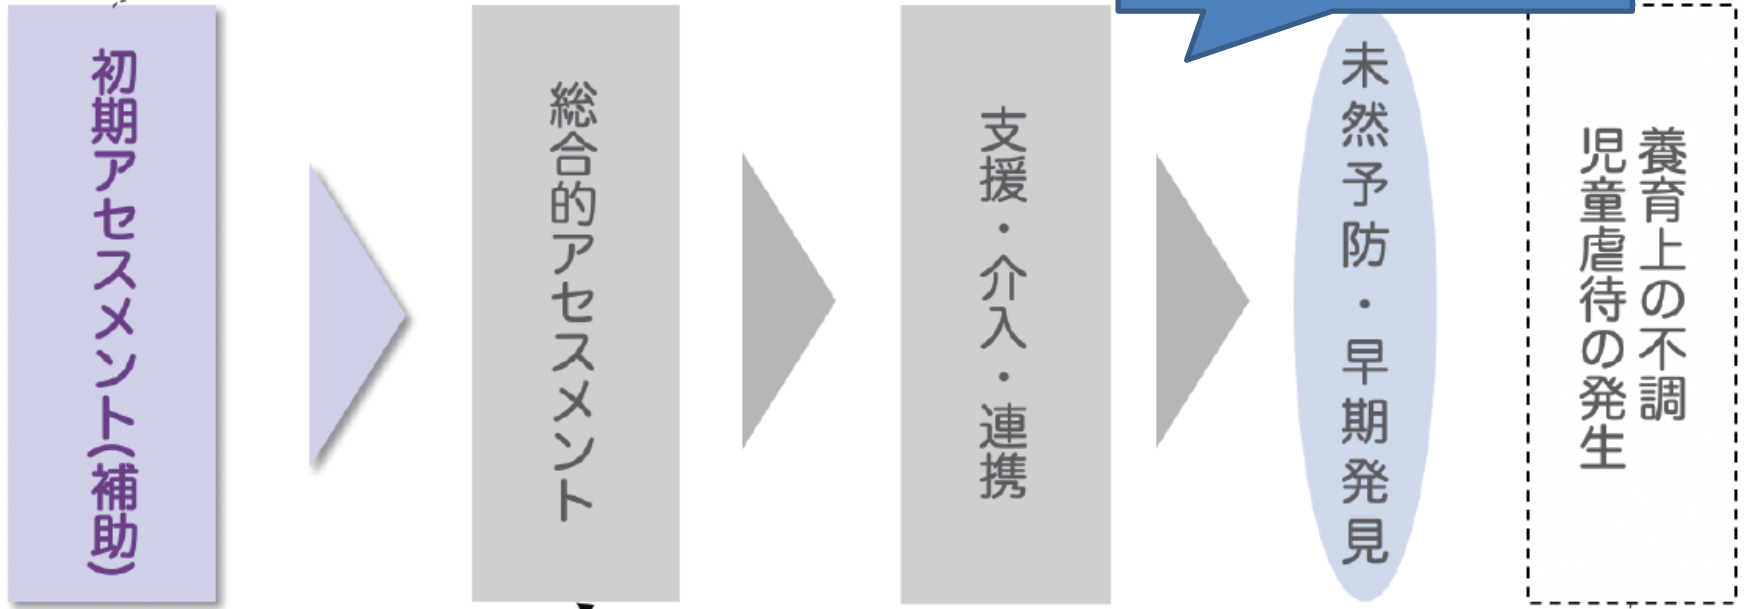 初期アセスメント(補助)
総合的アセスメント
支援・介入・連携
未然予防・早期発見
養育上の不調
児童虐待の発生